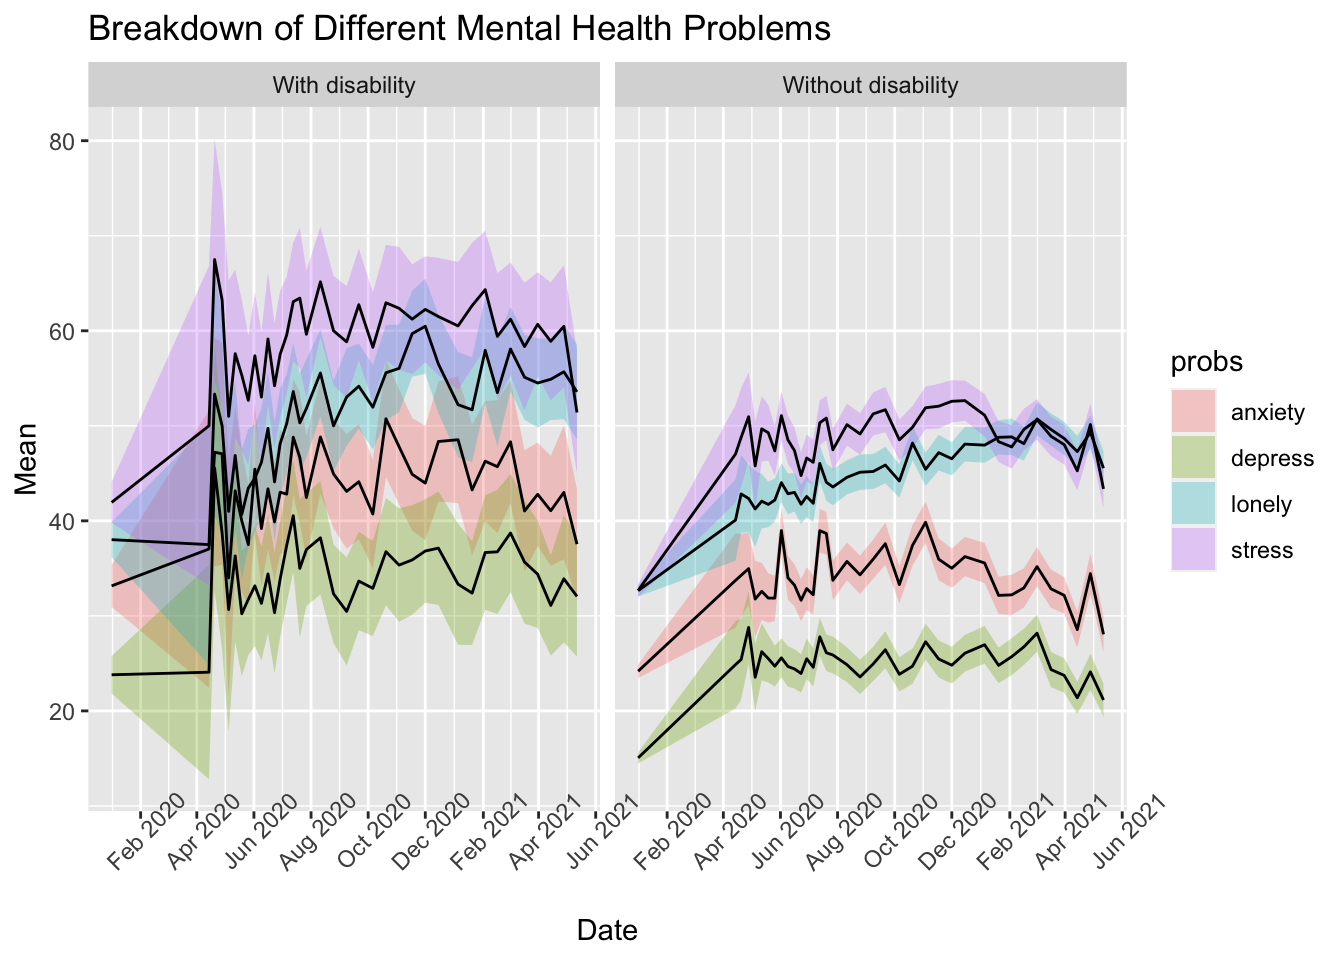 Breakdown of Different Mental Health Problems
With disability
Without disability
Mean
80
60
40
20
Feb 2020
Apr 2020
Jun 2020
Aug 2020
Oct 2020
Dec 2020
Feb 2021
Apr 2021
Jun 2021
Feb 2020
Apr 2020
Jun 2020
Aug 2020
Oct 2020
Dec 2020
Feb 2021
Apr 2021
Jun 2021
Date
probs
anxiety
depress
lonely
stress